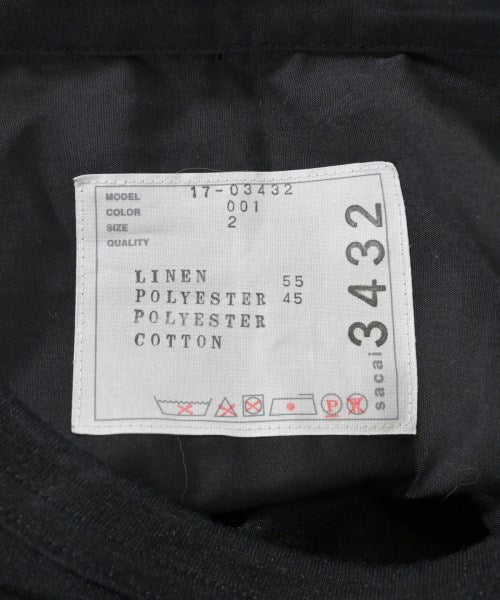 MODEL 17-03432
COLOR 001
SIZE 2
QUALITY
LINEN 55
POLYESTER 45
POLYESTER
COTTON
P
sacai 3432